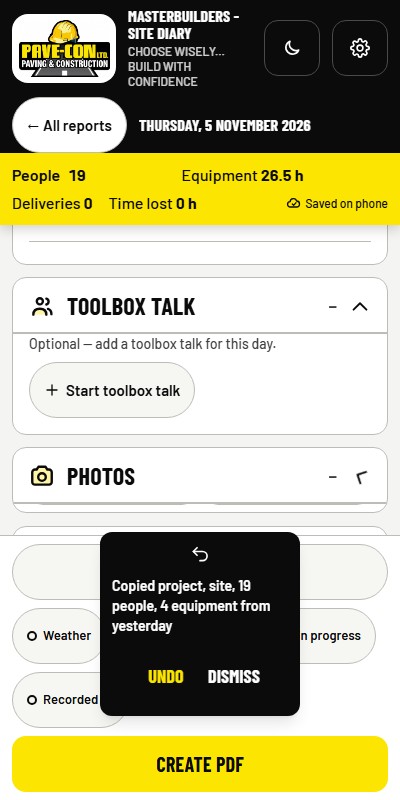 PAVE-CON LTD.
PAVING & CONSTRUCTION
MASTERBUILDERS –
SITE DIARY
CHOOSE WISELY...
BUILD WITH
CONFIDENCE
← All reports
THURSDAY, 5 NOVEMBER 2026
People 19
Equipment 26.5 h
Deliveries 0
Time lost 0 h
Saved on phone
TOOLBOX TALK
–
Optional — add a toolbox talk for this day.
+ Start toolbox talk
PHOTOS
–
Copied project, site, 19
people, 4 equipment from
yesterday
UNDO
DISMISS
Weather
n progress
Recorded
CREATE PDF